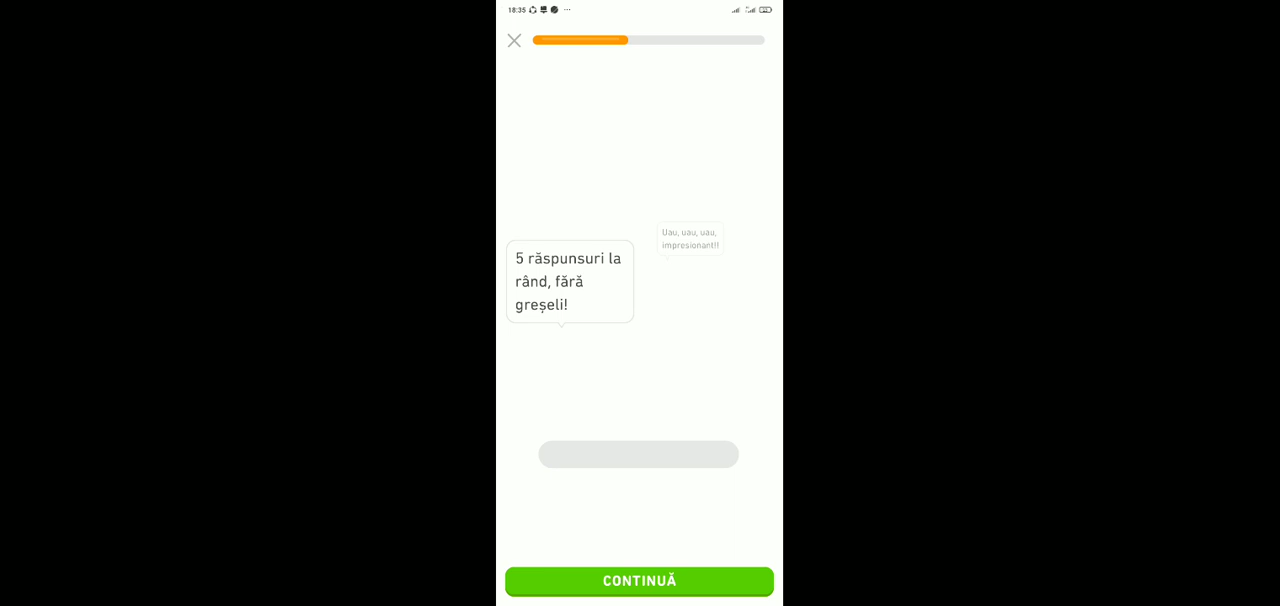 18:35
Uau, uau, uau,
impresionant!!
5 răspunsuri la
rând, fără
greșeli!
CONTINUĂ